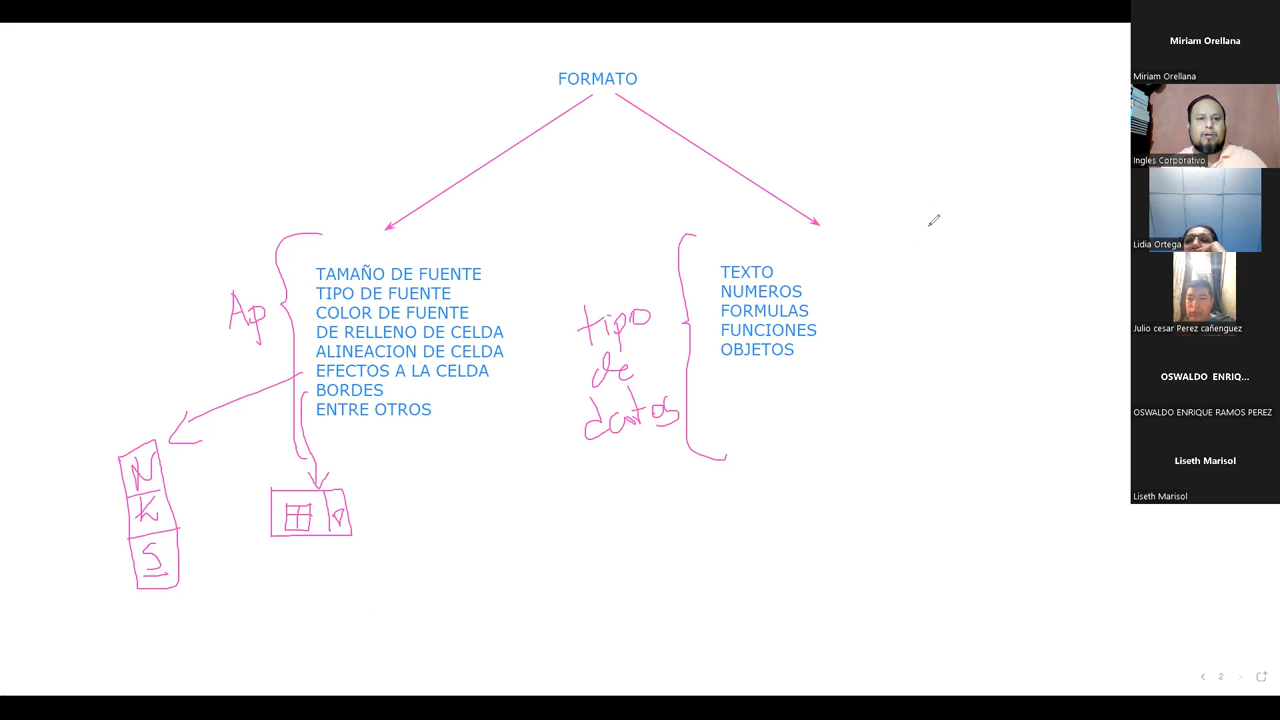 FORMATO
TAMAÑO DE FUENTE
TIPO DE FUENTE
COLOR DE FUENTE
DE RELLENO DE CELDA
ALINEACION DE CELDA
EFECTOS A LA CELDA
BORDES
ENTRE OTROS
Ap
N
K
S
tipo
de
datos
TEXTO
NUMEROS
FORMULAS
FUNCIONES
OBJETOS
Miriam Orellana
Miriam Orellana
Ingles Corporativo
Lidia Ortega
Julio cesar Perez cañenguez
OSWALDO ENRIQ...
OSWALDO ENRIQUE RAMOS PEREZ
Liseth Marisol
Liseth Marisol
2